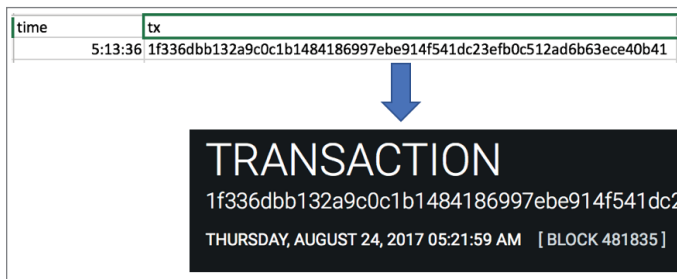 time tx
5:13:36 1f336dbb132a9c0c1b1484186997ebe914f541dc23efb0c512ad6b63ece40b41
TRANSACTION
1f336dbb132a9c0c1b1484186997ebe914f541dc2
THURSDAY, AUGUST 24, 2017 05:21:59 AM [ BLOCK 481835 ]